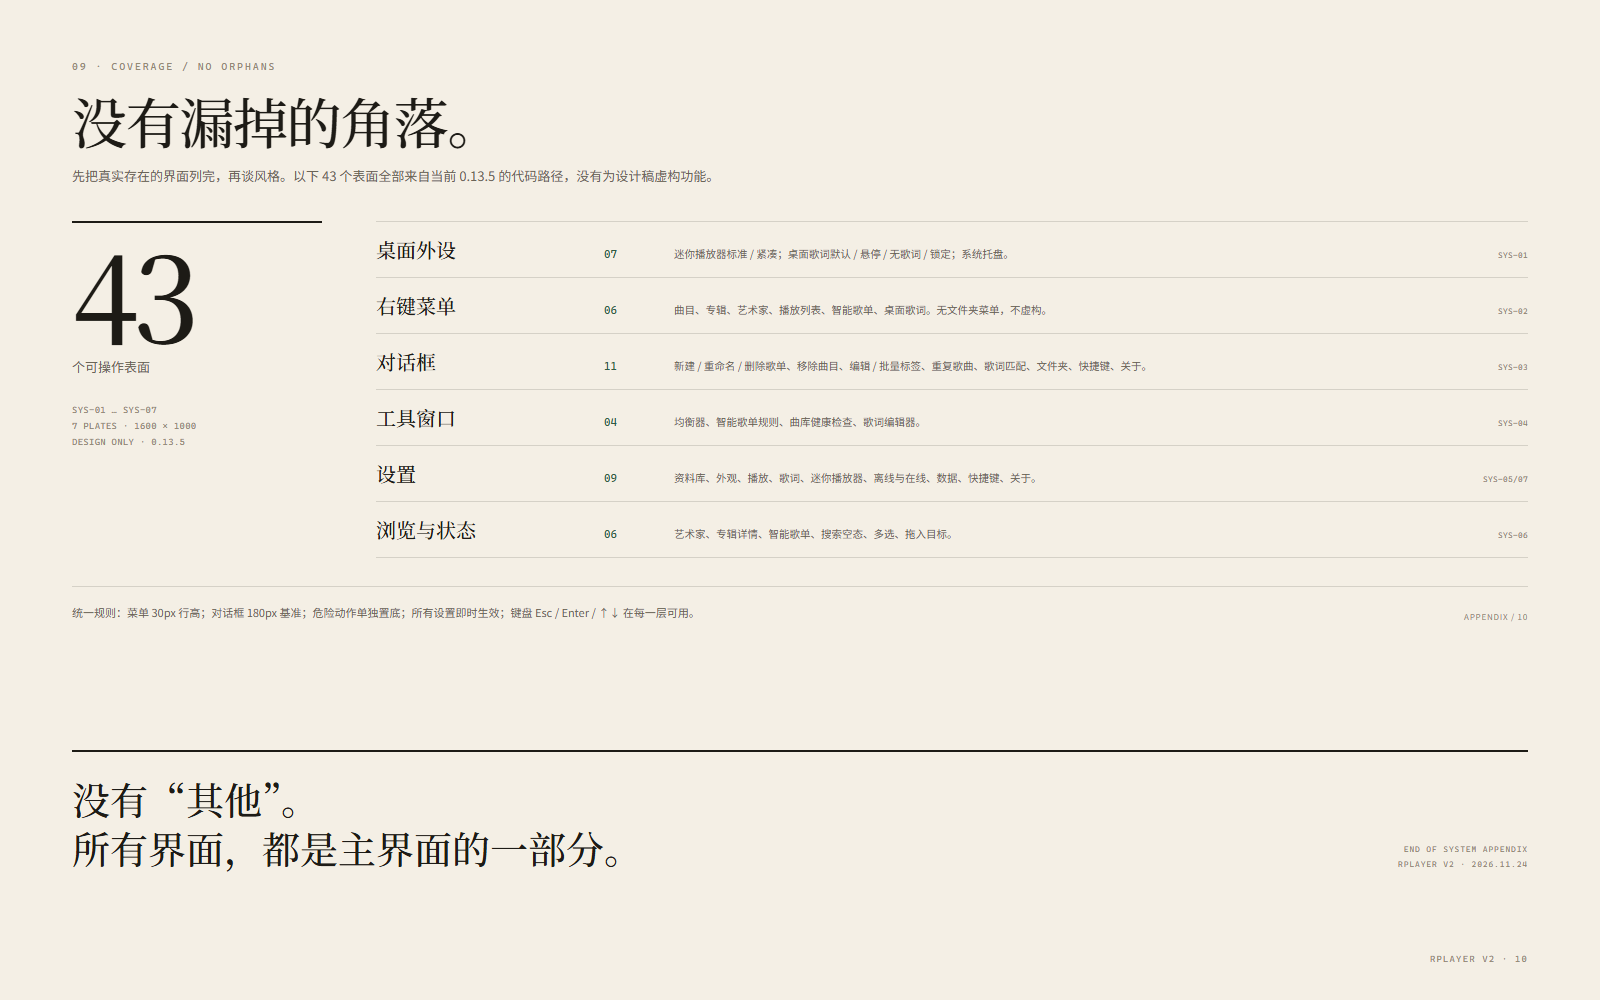 09 · COVERAGE / NO ORPHANS
没有漏掉的角落。
先把真实存在的界面列完，再谈风格。以下 43 个表面全部来自当前 0.13.5 的代码路径，没有为设计稿虚构功能。
43
个可操作表面
SYS-01 … SYS-07
7 PLATES · 1600 × 1000
DESIGN ONLY · 0.13.5
桌面外设 07 迷你播放器标准 / 紧凑；桌面歌词默认 / 悬停 / 无歌词 / 锁定；系统托盘。 SYS-01
右键菜单 06 曲目、专辑、艺术家、播放列表、智能歌单、桌面歌词。无文件夹菜单，不虚构。 SYS-02
对话框 11 新建 / 重命名 / 删除歌单、移除曲目、编辑 / 批量标签、重复歌曲、歌词匹配、文件夹、快捷键、关于。 SYS-03
工具窗口 04 均衡器、智能歌单规则、曲库健康检查、歌词编辑器。 SYS-04
设置 09 资料库、外观、播放、歌词、迷你播放器、离线与在线、数据、快捷键、关于。 SYS-05/07
浏览与状态 06 艺术家、专辑详情、智能歌单、搜索空态、多选、拖入目标。 SYS-06
统一规则：菜单 30px 行高；对话框 180px 基准；危险动作单独置底；所有设置即时生效；键盘 Esc / Enter / ↑ ↓ 在每一层可用。
APPENDIX / 10
没有“其他”。
所有界面，都是主界面的一部分。
END OF SYSTEM APPENDIX
RPLAYER V2 · 2026.11.24
RPLAYER V2 · 10